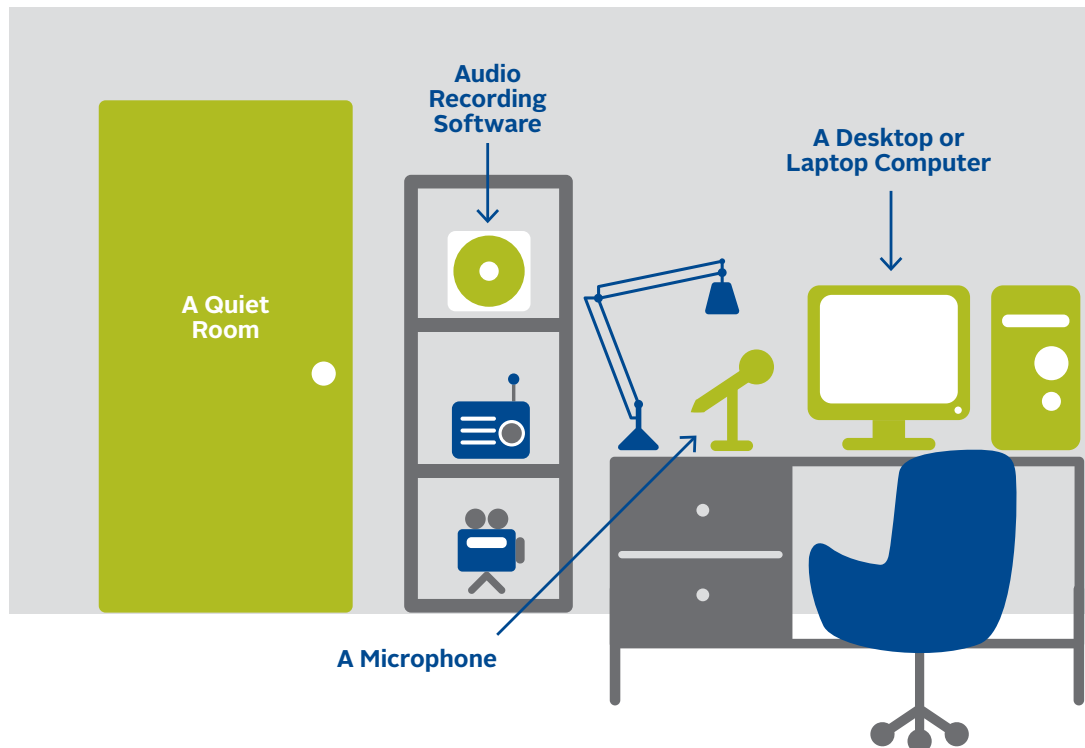 Audio
Recording
Software
A Desktop or
Laptop Computer
A Quiet
Room
A Microphone